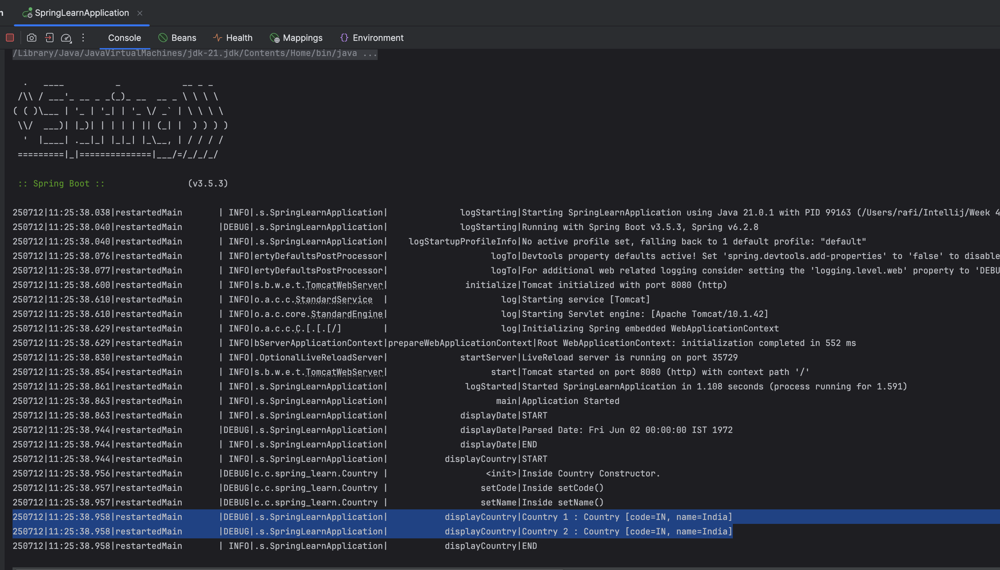 SpringLearnApplication
Console Beans Health Mappings Environment
/Library/Java/JavaVirtualMachines/jdk-21.jdk/Contents/Home/bin/java ...
  .   ____          _            __ _ _
 /\\ / ___'_ __ _ _(_)_ __  __ _ \ \ \ \
( ( )\___ | '_ | '_| | '_ \/ _` | \ \ \ \
 \\/  ___)| |_)| | | | | || (_| |  ) ) ) )
  '  |____| .__|_| |_|_| |_\__, | / / / /
 =========|_|==============|___/=/_/_/_/
 :: Spring Boot ::                (v3.5.3)
250712|11:25:38.038|restartedMain       | INFO|.s.SpringLearnApplication|              logStarting|Starting SpringLearnApplication using Java 21.0.1 with PID 99163 (/Users/rafi/Intellij/Week 4
250712|11:25:38.040|restartedMain       |DEBUG|.s.SpringLearnApplication|              logStarting|Running with Spring Boot v3.5.3, Spring v6.2.8
250712|11:25:38.040|restartedMain       | INFO|.s.SpringLearnApplication|    logStartupProfileInfo|No active profile set, falling back to 1 default profile: "default"
250712|11:25:38.076|restartedMain       | INFO|ertyDefaultsPostProcessor|                    logTo|Devtools property defaults active! Set 'spring.devtools.add-properties' to 'false' to disable
250712|11:25:38.077|restartedMain       | INFO|ertyDefaultsPostProcessor|                    logTo|For additional web related logging consider setting the 'logging.level.web' property to 'DEBU
250712|11:25:38.600|restartedMain       | INFO|s.b.w.e.t.TomcatWebServer|               initialize|Tomcat initialized with port 8080 (http)
250712|11:25:38.610|restartedMain       | INFO|o.a.c.c.StandardService  |                      log|Starting service [Tomcat]
250712|11:25:38.610|restartedMain       | INFO|o.a.c.core.StandardEngine|                      log|Starting Servlet engine: [Apache Tomcat/10.1.42]
250712|11:25:38.629|restartedMain       | INFO|o.a.c.c.C.[.[.[/]        |                      log|Initializing Spring embedded WebApplicationContext
250712|11:25:38.629|restartedMain       | INFO|bServerApplicationContext|prepareWebApplicationContext|Root WebApplicationContext: initialization completed in 552 ms
250712|11:25:38.830|restartedMain       | INFO|.OptionalLiveReloadServer|              startServer|LiveReload server is running on port 35729
250712|11:25:38.854|restartedMain       | INFO|s.b.w.e.t.TomcatWebServer|                    start|Tomcat started on port 8080 (http) with context path '/'
250712|11:25:38.861|restartedMain       | INFO|.s.SpringLearnApplication|               logStarted|Started SpringLearnApplication in 1.108 seconds (process running for 1.591)
250712|11:25:38.863|restartedMain       | INFO|.s.SpringLearnApplication|                     main|Application Started
250712|11:25:38.863|restartedMain       | INFO|.s.SpringLearnApplication|              displayDate|START
250712|11:25:38.944|restartedMain       |DEBUG|.s.SpringLearnApplication|              displayDate|Parsed Date: Fri Jun 02 00:00:00 IST 1972
250712|11:25:38.944|restartedMain       | INFO|.s.SpringLearnApplication|              displayDate|END
250712|11:25:38.944|restartedMain       | INFO|.s.SpringLearnApplication|           displayCountry|START
250712|11:25:38.956|restartedMain       |DEBUG|c.c.spring_learn.Country |                   <init>|Inside Country Constructor.
250712|11:25:38.957|restartedMain       |DEBUG|c.c.spring_learn.Country |                  setCode|Inside setCode()
250712|11:25:38.957|restartedMain       |DEBUG|c.c.spring_learn.Country |                  setName|Inside setName()
250712|11:25:38.958|restartedMain       |DEBUG|.s.SpringLearnApplication|           displayCountry|Country 1 : Country [code=IN, name=India]
250712|11:25:38.958|restartedMain       |DEBUG|.s.SpringLearnApplication|           displayCountry|Country 2 : Country [code=IN, name=India]
250712|11:25:38.958|restartedMain       | INFO|.s.SpringLearnApplication|           displayCountry|END